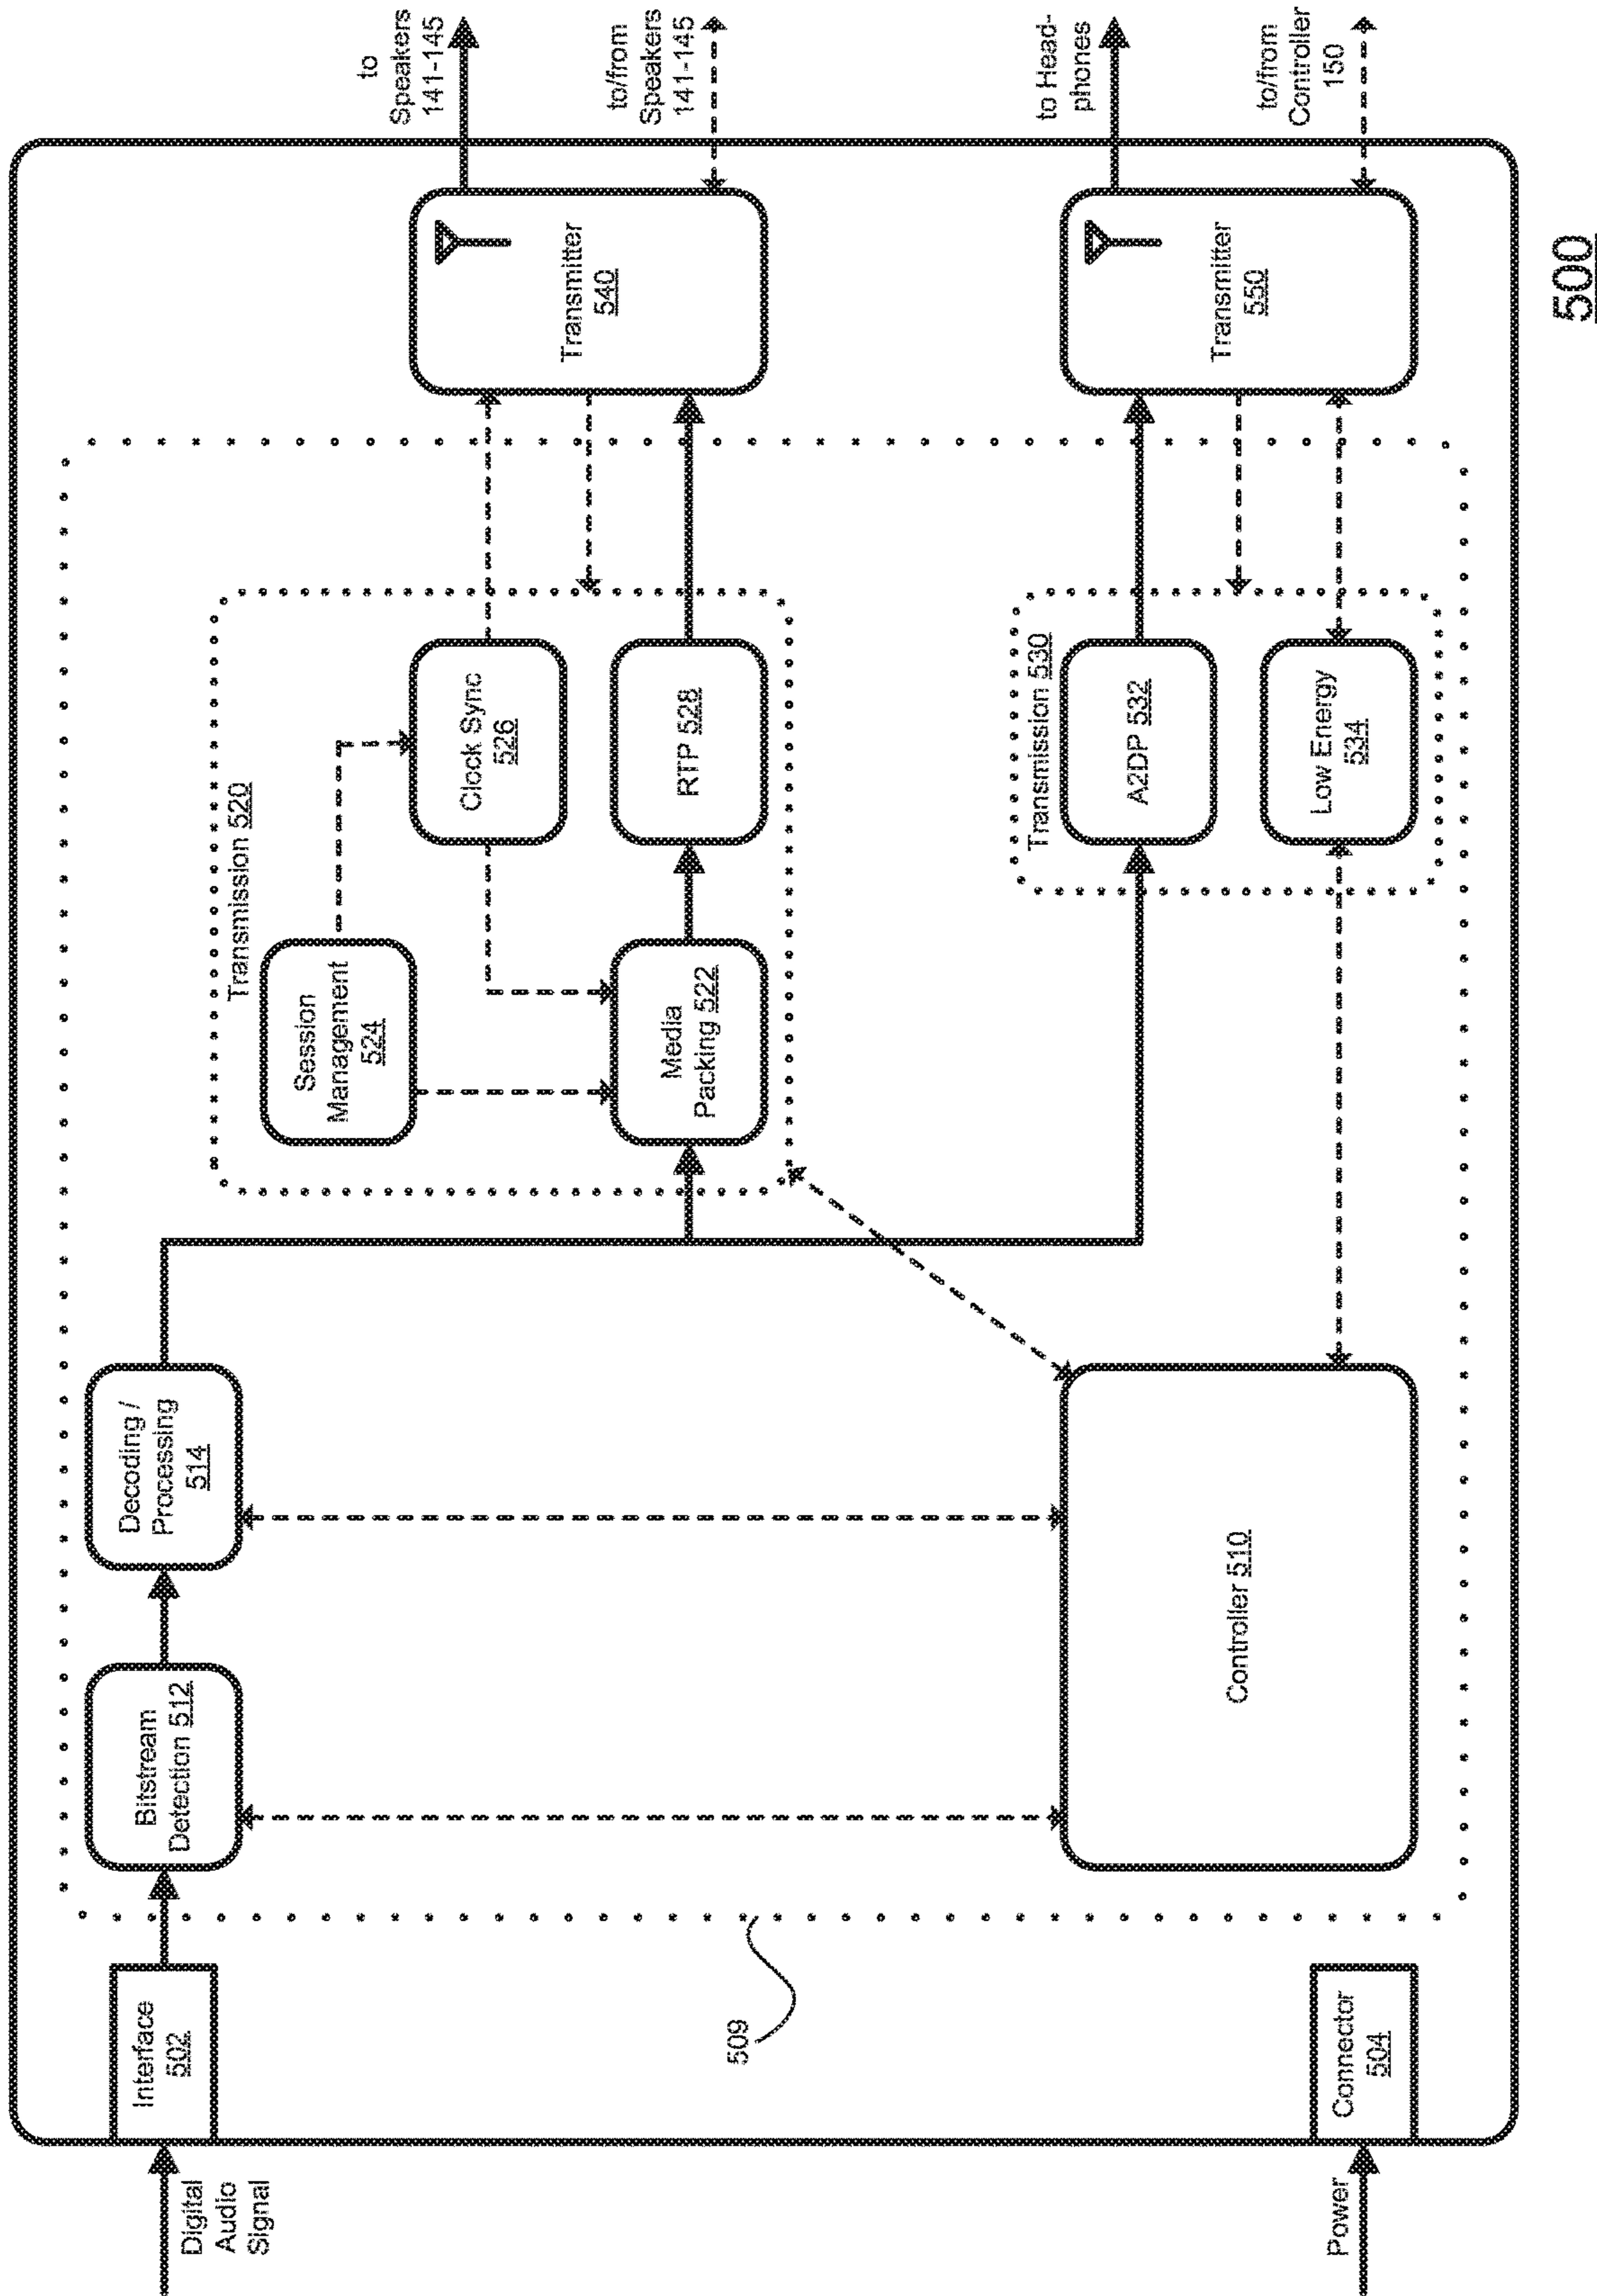 Digital
Audio
Signal
Interface
502
Bitstream
Detection 512
Decoding /
Processing
514
Transmission 520
Session
Management
524
Clock Sync
526
Media
Packing 522
RTP 528
Transmitter
540
to
Speakers
141-145
to/from
Speakers
141-145
509
Power
Connector
504
Controller 510
Transmission 530
A2DP 532
Low Energy
534
Transmitter
550
to Head-
phones
to/from
Controller
150
500